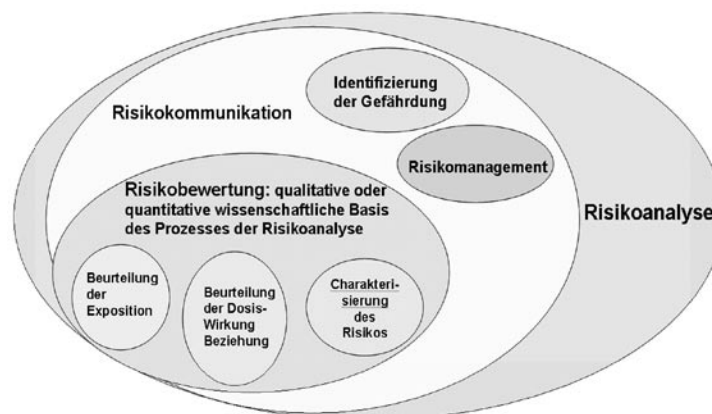 Identifizierung
der Gefährdung
Risikokommunikation
Risikomanagement
Risikobewertung: qualitative oder
quantitative wissenschaftliche Basis
des Prozesses der Risikoanalyse
Risikoanalyse
Beurteilung
der
Exposition
Beurteilung
der Dosis-
Wirkung
Beziehung
Charakteri-
sierung
des
Risikos